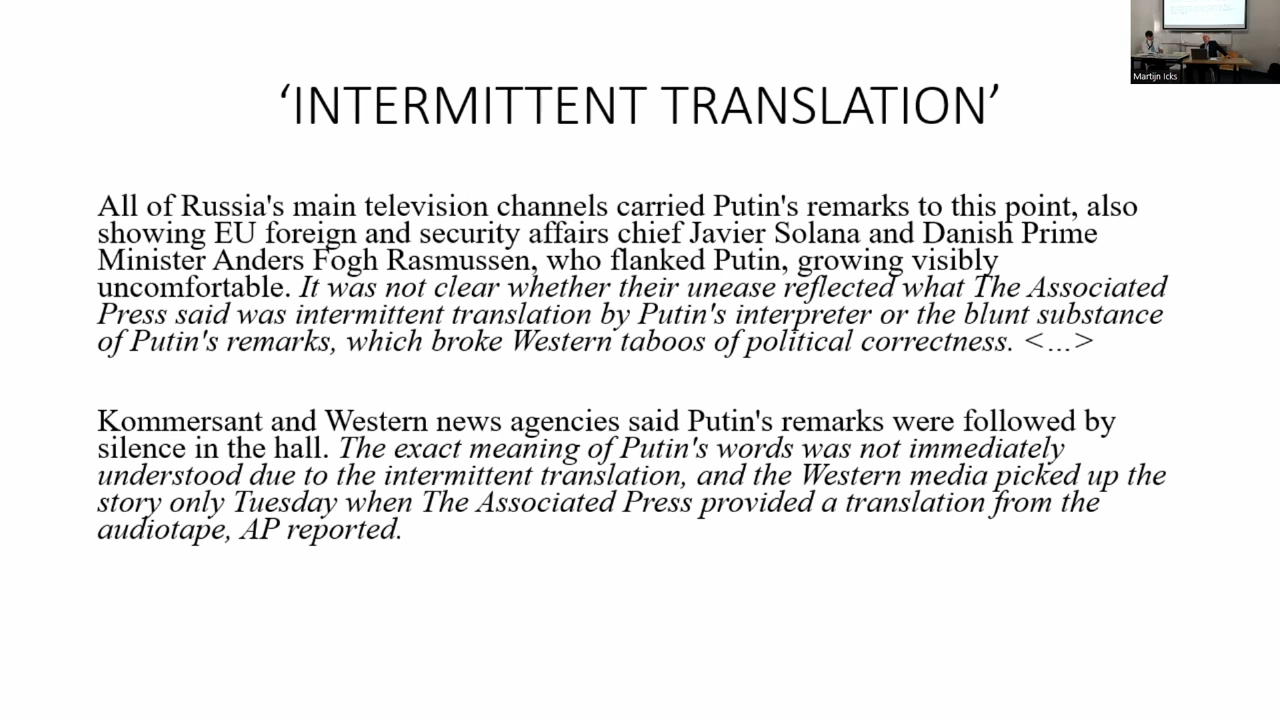 Martijn Icks
‘INTERMITTENT TRANSLATION’
All of Russia's main television channels carried Putin's remarks to this point, also
showing EU foreign and security affairs chief Javier Solana and Danish Prime
Minister Anders Fogh Rasmussen, who flanked Putin, growing visibly
uncomfortable. It was not clear whether their unease reflected what The Associated
Press said was intermittent translation by Putin's interpreter or the blunt substance
of Putin's remarks, which broke Western taboos of political correctness. <…>
Kommersant and Western news agencies said Putin's remarks were followed by
silence in the hall. The exact meaning of Putin's words was not immediately
understood due to the intermittent translation, and the Western media picked up the
story only Tuesday when The Associated Press provided a translation from the
audiotape, AP reported.